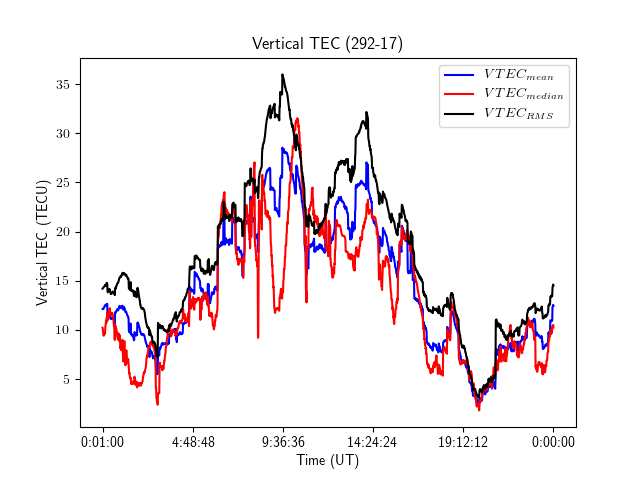 Vertical TEC (292-17)
VTEC_mean
VTEC_median
VTEC_RMS
Vertical TEC (TECU)
35
30
25
20
15
10
5
0:01:00 4:48:48 9:36:36 14:24:24 19:12:12 0:00:00
Time (UT)